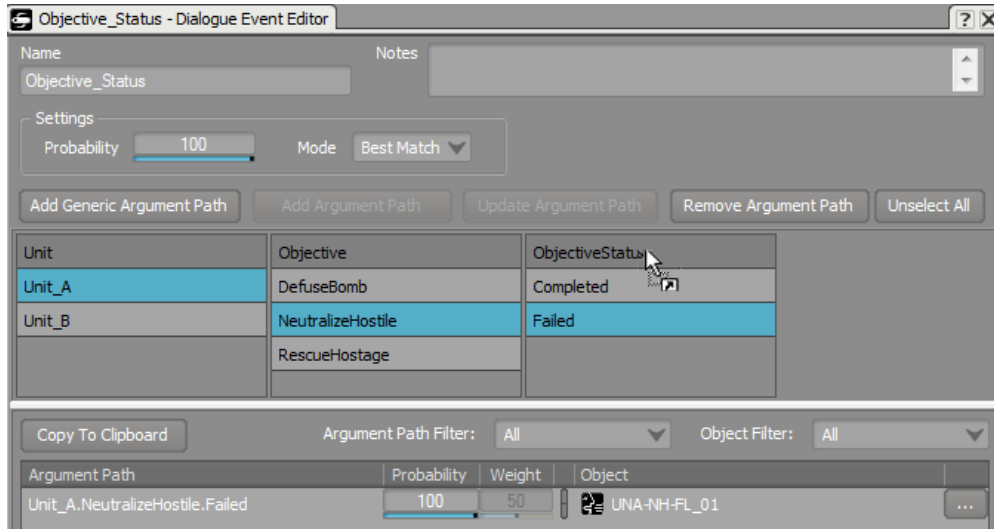 Objective_Status - Dialogue Event Editor
?
X
Name
Notes
Objective_Status
Settings
Probability
100
Mode
Best Match
Add Generic Argument Path
Add Argument Path
Update Argument Path
Remove Argument Path
Unselect All
Unit
Objective
ObjectiveStatus
Unit_A
DefuseBomb
Completed
Unit_B
NeutralizeHostile
Failed
RescueHostage
Copy To Clipboard
Argument Path Filter:
All
Object Filter:
All
Argument Path
Probability
Weight
Object
Unit_A.NeutralizeHostile.Failed
100
50
UNA-NH-FL_01
...